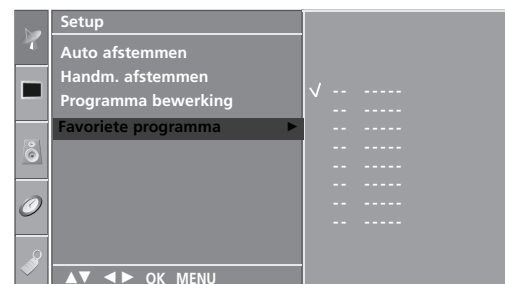 Setup
Auto afstemmen
Handm. afstemmen
Programma bewerking
Favoriete programma ►
√ -- -----
-- -----
-- -----
-- -----
-- -----
-- -----
-- -----
-- -----
▲▼ ◄► OK MENU